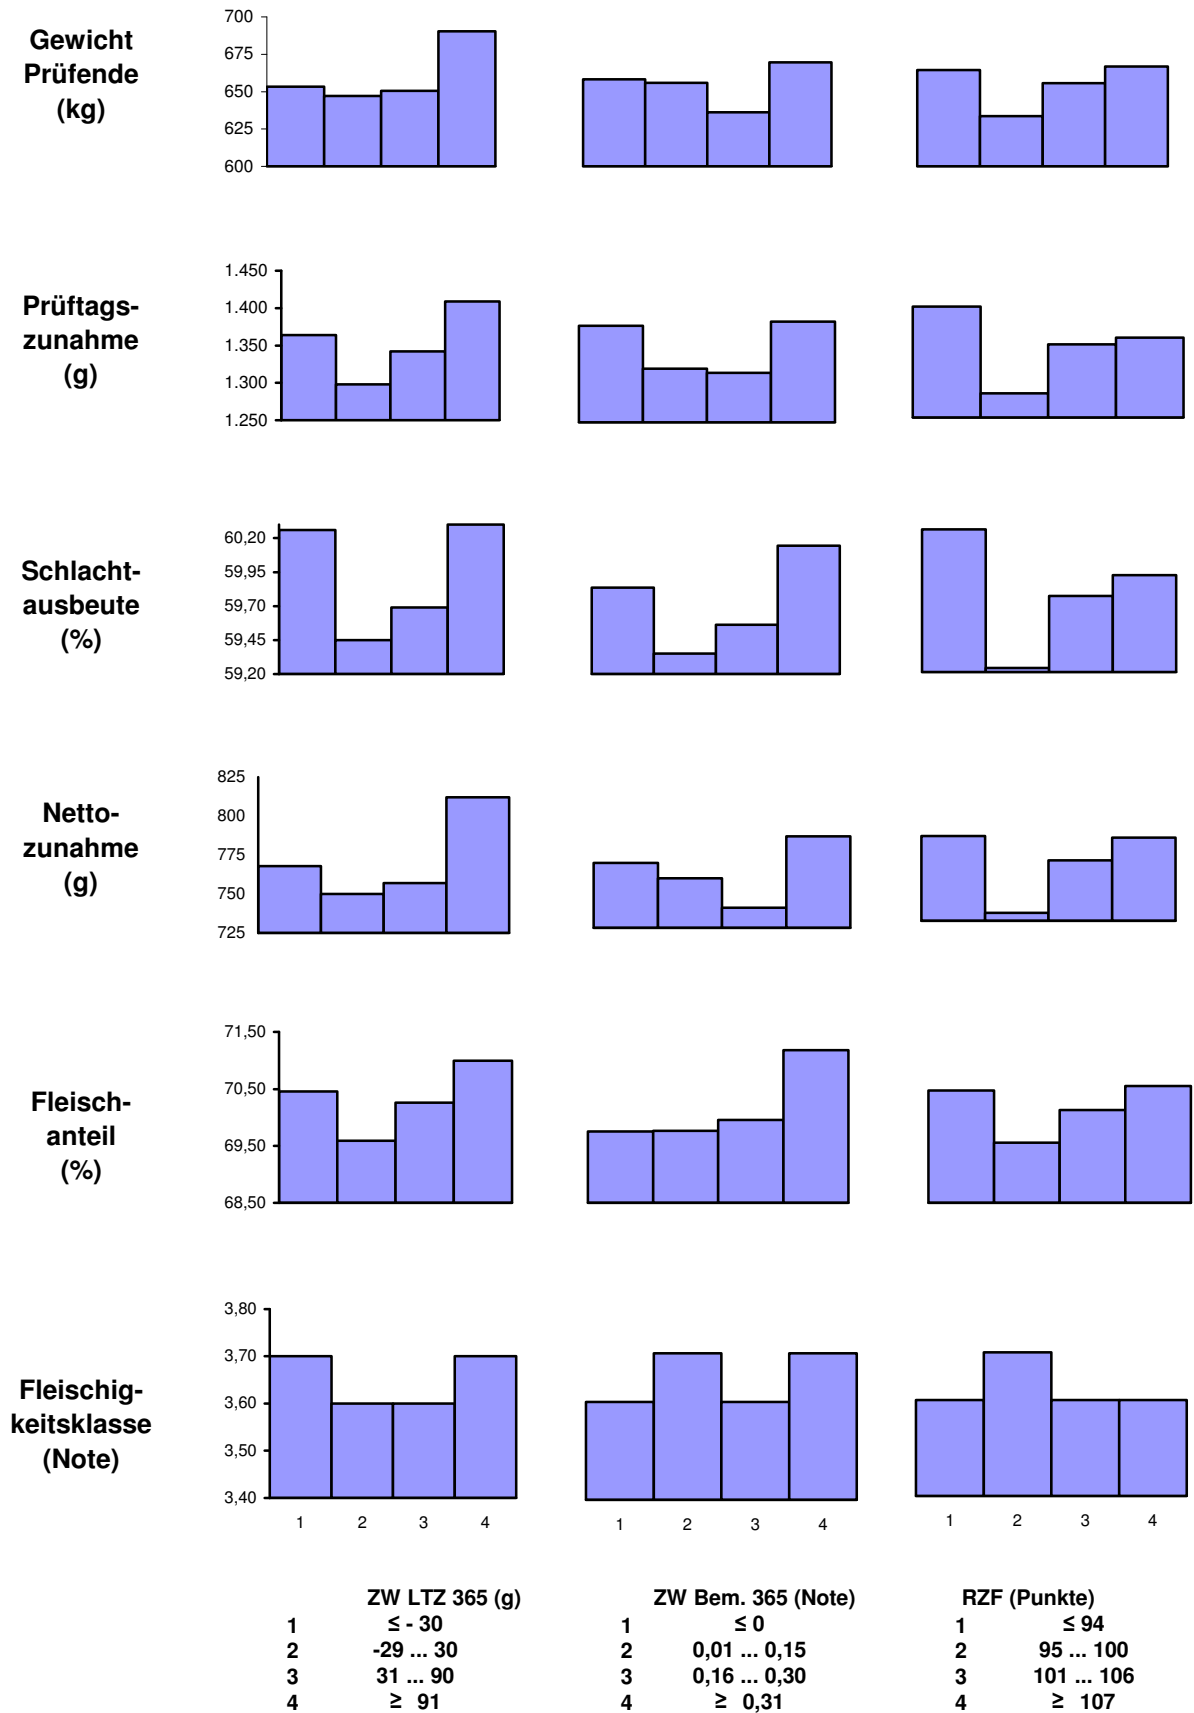 Gewicht
Prüfende
(kg)
700
675
650
625
600
Prüftags-
zunahme
(g)
1.450
1.400
1.350
1.300
1.250
Schlacht-
ausbeute
(%)
60,20
59,95
59,70
59,45
59,20
Netto-
zunahme
(g)
825
800
775
750
725
Fleisch-
anteil
(%)
71,50
70,50
69,50
68,50
Fleischig-
keitsklasse
(Note)
3,80
3,70
3,60
3,50
3,40
1 2 3 4 1 2 3 4 1 2 3 4
ZW LTZ 365 (g)
1 ≤ - 30
2 -29 ... 30
3 31 ... 90
4 ≥ 91
ZW Bem. 365 (Note)
1 ≤ 0
2 0,01 ... 0,15
3 0,16 ... 0,30
4 ≥ 0,31
RZF (Punkte)
1 ≤ 94
2 95 ... 100
3 101 ... 106
4 ≥ 107